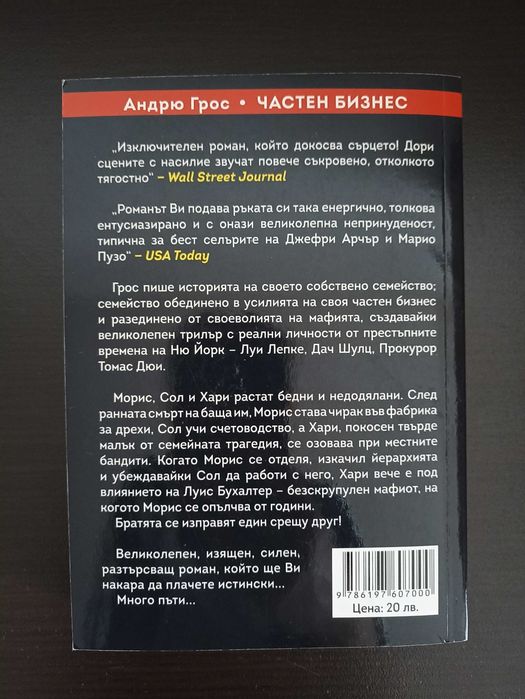 Андрю Грос • ЧАСТЕН БИЗНЕС
„Изключителен роман, който докосва сърцето! Дори
сцените с насилие звучат повече съкровено, отколкото
тягостно“ – Wall Street Journal
„Романът Ви подава ръката си така енергично, толкова
ентусиазирано и с онази великолепна непринуденост,
типична за бест селърите на Джефри Арчър и Марио
Пузо“ – USA Today
Грос пише историята на своето собствено семейство;
семейство обединено в усилията на своя частен бизнес
и разединено от своеволията на мафията, създавайки
великолепен трилър с реални личности от престъпните
времена на Ню Йорк – Луи Лепке, Дач Шулц, Прокурор
Томас Дюи.
Морис, Сол и Хари растат бедни и недодялани. След
ранната смърт на баща им, Морис става чирак във фабрика
за дрехи, Сол учи счетоводство, а Хари, покосен твърде
малък от семейната трагедия, се озовава при местните
бандити. Когато Морис се отделя, изкачил йерархията
и убеждавайки Сол да работи с него, Хари вече е под
влиянието на Луис Бухалтер – безскрупулен мафиот, на
когото Морис се опълчва от години.
Братята се изправят един срещу друг!
Великолепен, изящен, силен,
разтърсващ роман, който ще Ви
накара да плачете истински...
Много пъти...
9 786197 607000
Цена: 20 лв.